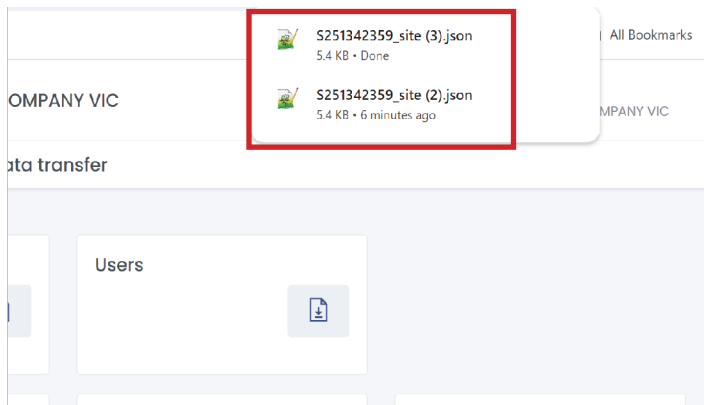 S251342359_site (3).json
5.4 KB • Done
All Bookmarks
S251342359_site (2).json
5.4 KB • 6 minutes ago
OMPANY VIC
MPANY VIC
ata transfer
Users